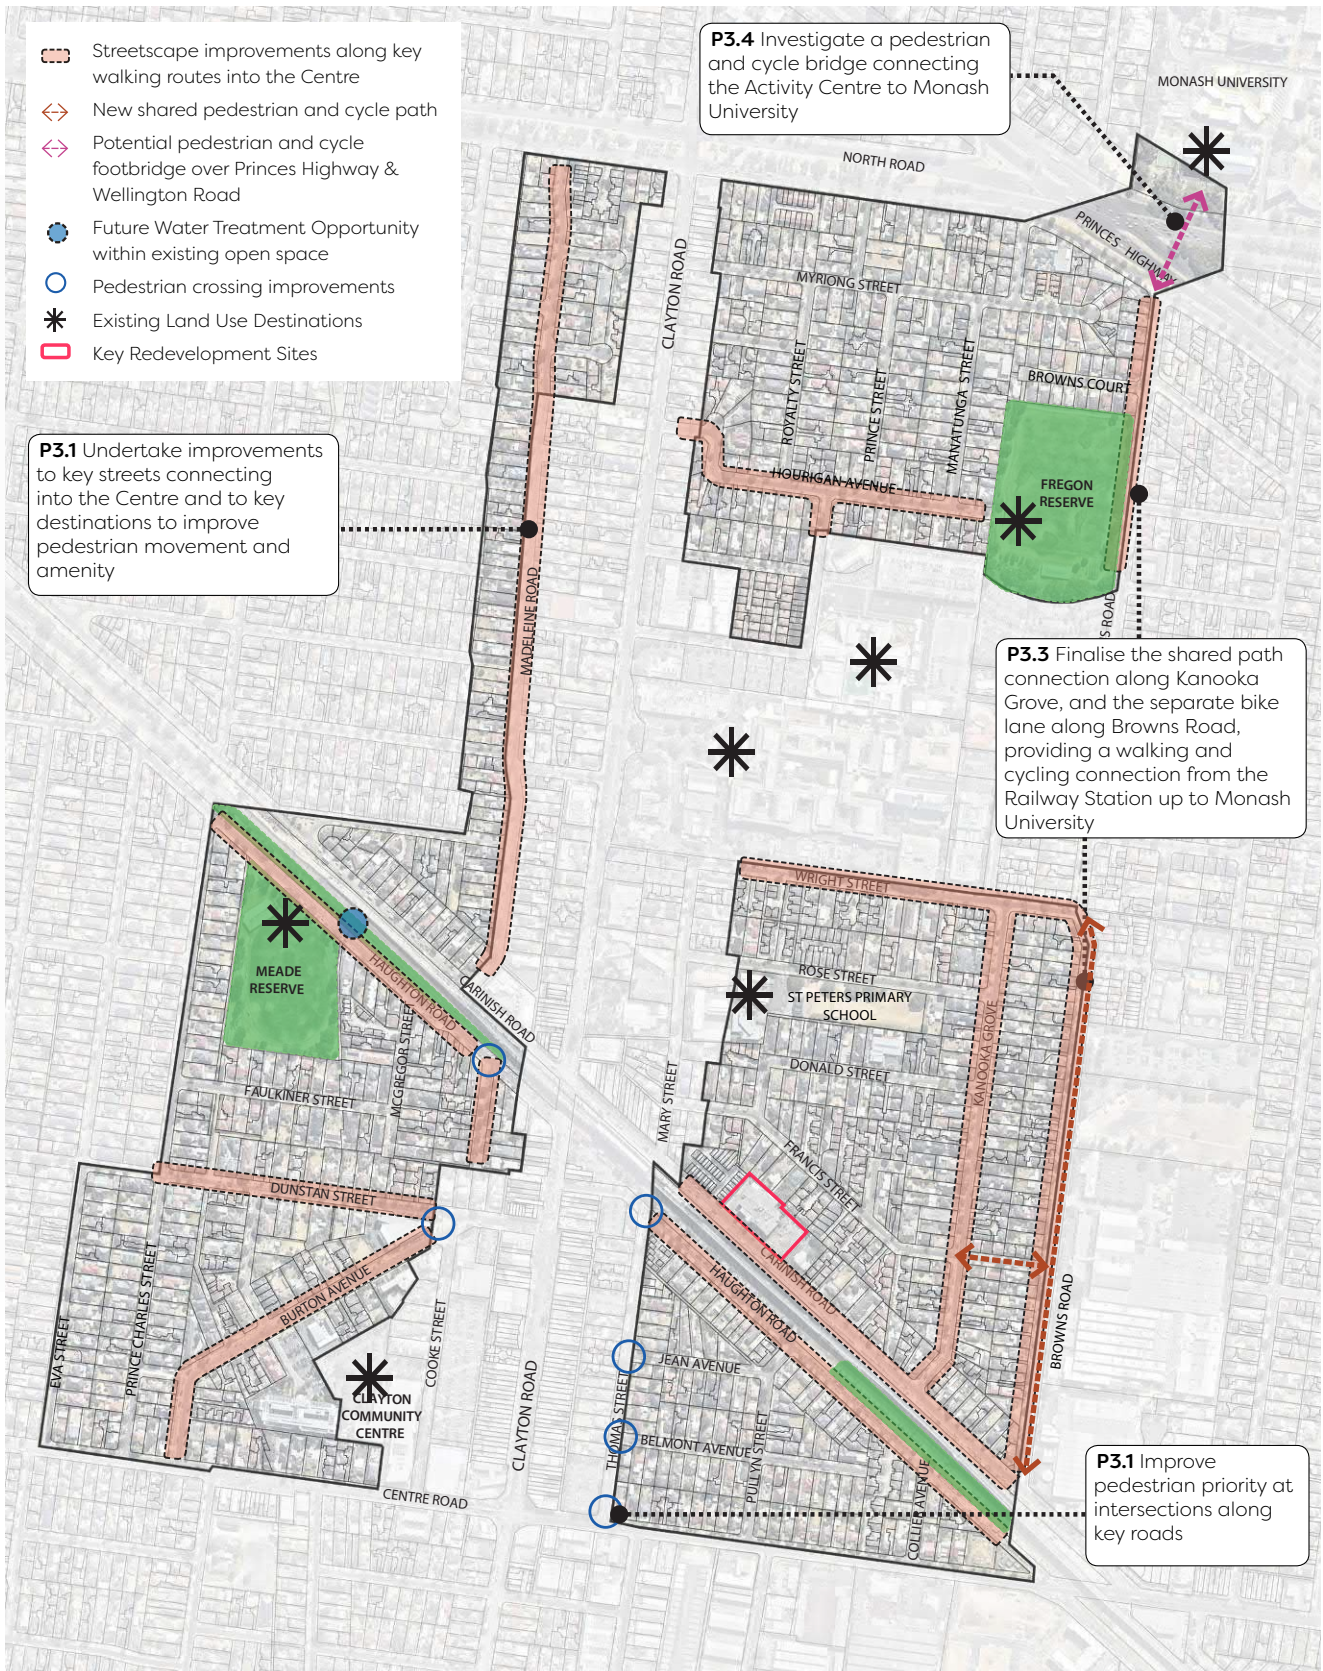 Streetscape improvements along key
walking routes into the Centre
New shared pedestrian and cycle path
Potential pedestrian and cycle
footbridge over Princes Highway &
Wellington Road
Future Water Treatment Opportunity
within existing open space
Pedestrian crossing improvements
Existing Land Use Destinations
Key Redevelopment Sites
P3.4 Investigate a pedestrian
and cycle bridge connecting
the Activity Centre to Monash
University
MONASH UNIVERSITY
NORTH ROAD
PRINCES HIGHWAY
CLAYTON ROAD
MYRIONG STREET
ROYALTY STREET
PRINCE STREET
MANATUNGA STREET
BROWNS COURT
HOURIGAN AVENUE
FREGON
RESERVE
P3.1 Undertake improvements
to key streets connecting
into the Centre and to key
destinations to improve
pedestrian movement and
amenity
MADELEINE ROAD
S ROAD
P3.3 Finalise the shared path
connection along Kanooka
Grove, and the separate bike
lane along Browns Road,
providing a walking and
cycling connection from the
Railway Station up to Monash
University
WRIGHT STREET
MEADE
RESERVE
HAUGHTON ROAD
CARINISH ROAD
ROSE STREET
ST PETERS PRIMARY
SCHOOL
KANOOKA GROVE
MCGREGOR STREET
FAULKINER STREET
MARY STREET
DONALD STREET
FRANCIS STREET
DUNSTAN STREET
BURTON AVENUE
PRINCE CHARLES STREET
EVA STREET
COOKE STREET
CLAYTON
COMMUNITY
CENTRE
CLAYTON ROAD
CARINISH ROAD
HAUGHTON ROAD
BROWNS ROAD
JEAN AVENUE
THOMAS STREET
BELMONT AVENUE
PULLYN STREET
COLLIER AVENUE
CENTRE ROAD
P3.1 Improve
pedestrian priority at
intersections along
key roads